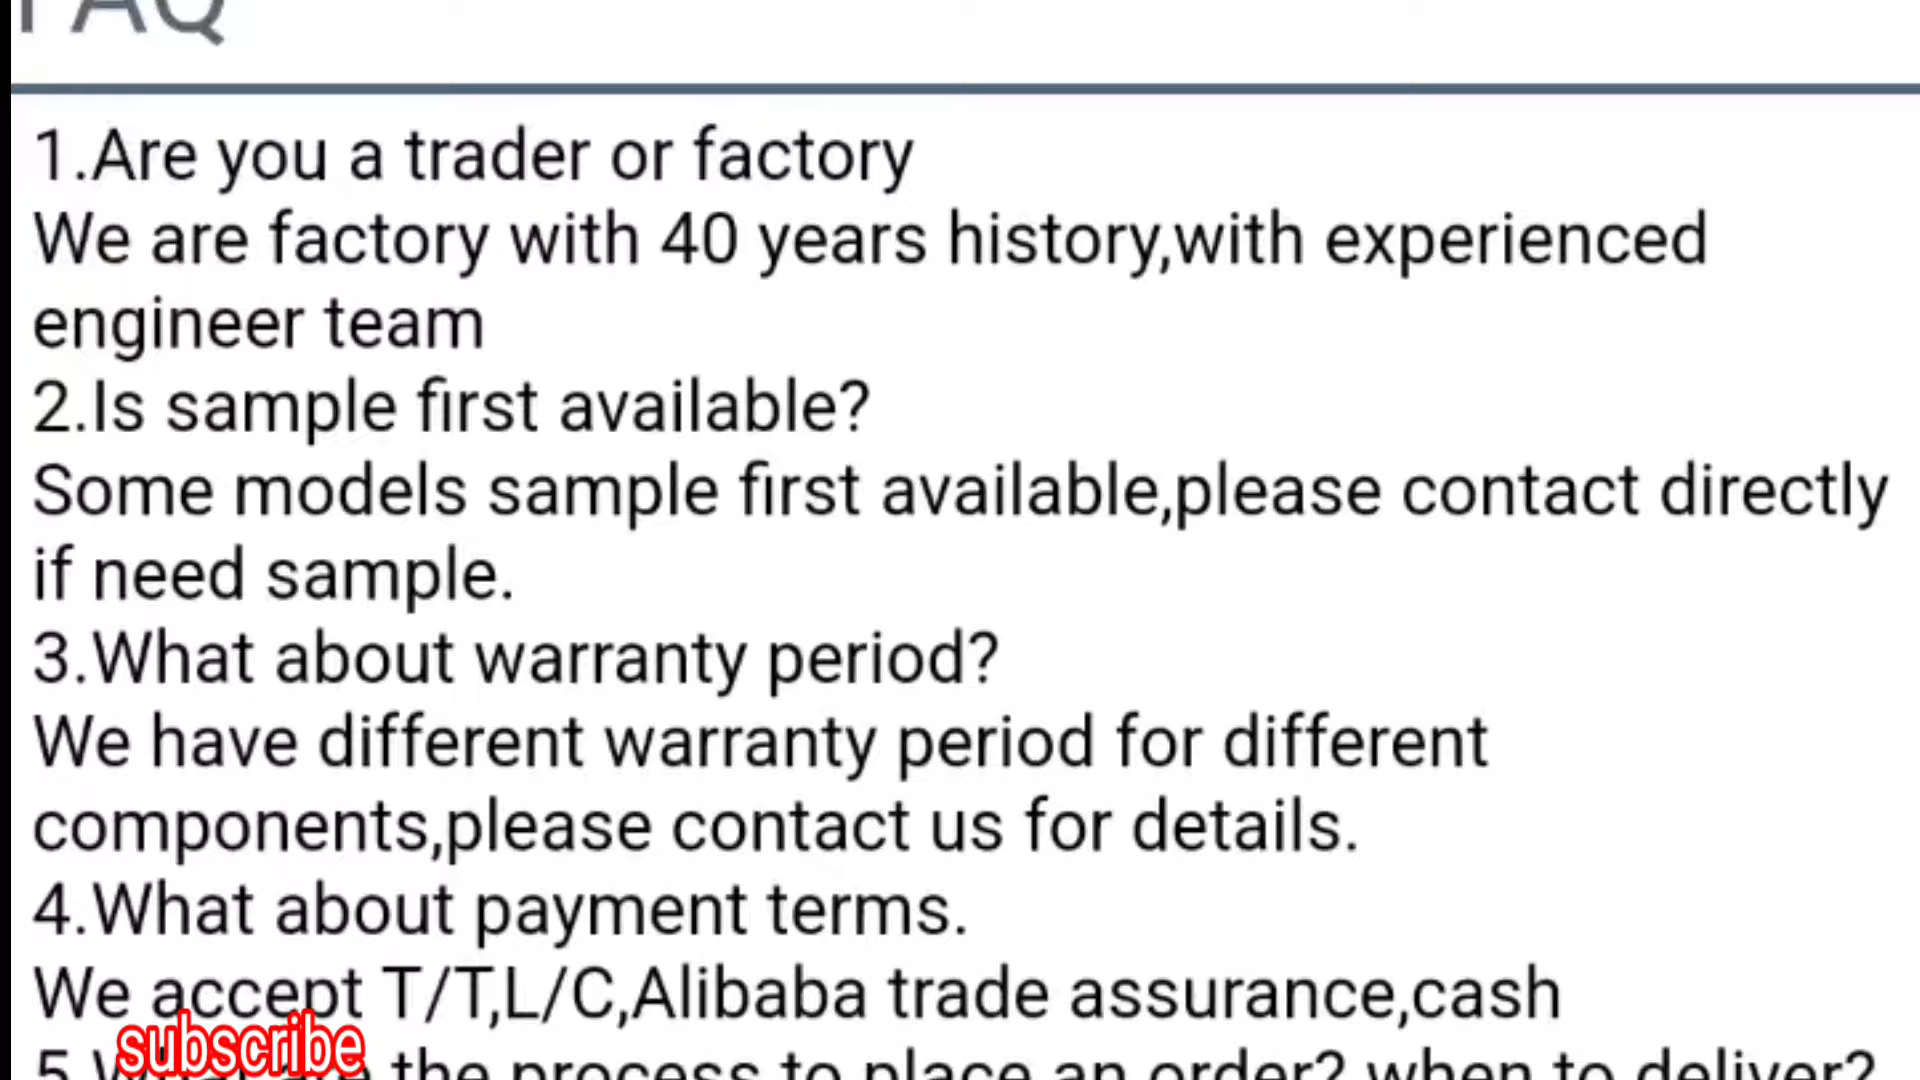 FAQ
1.Are you a trader or factory
We are factory with 40 years history,with experienced
engineer team
2.Is sample first available?
Some models sample first available,please contact directly
if need sample.
3.What about warranty period?
We have different warranty period for different
components,please contact us for details.
4.What about payment terms.
We accept T/T,L/C,Alibaba trade assurance,cash
subscribe
5.What are the process to place an order? when to deliver?